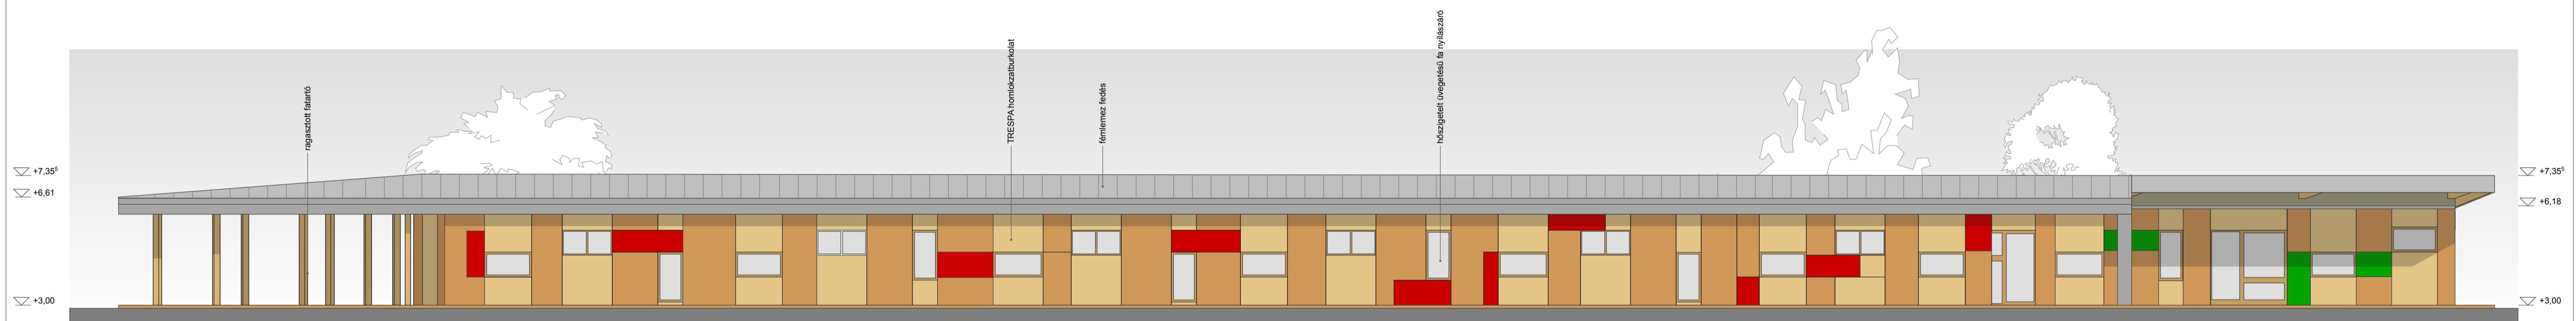 ragasztott fatartó
TRESPA homlokzatburkolat
fémlemez fedés
hőszigetelt üvegetésű fa nyílászáró
+7,35⁵
+6,61
+3,00
+7,35⁵
+6,18
+3,00